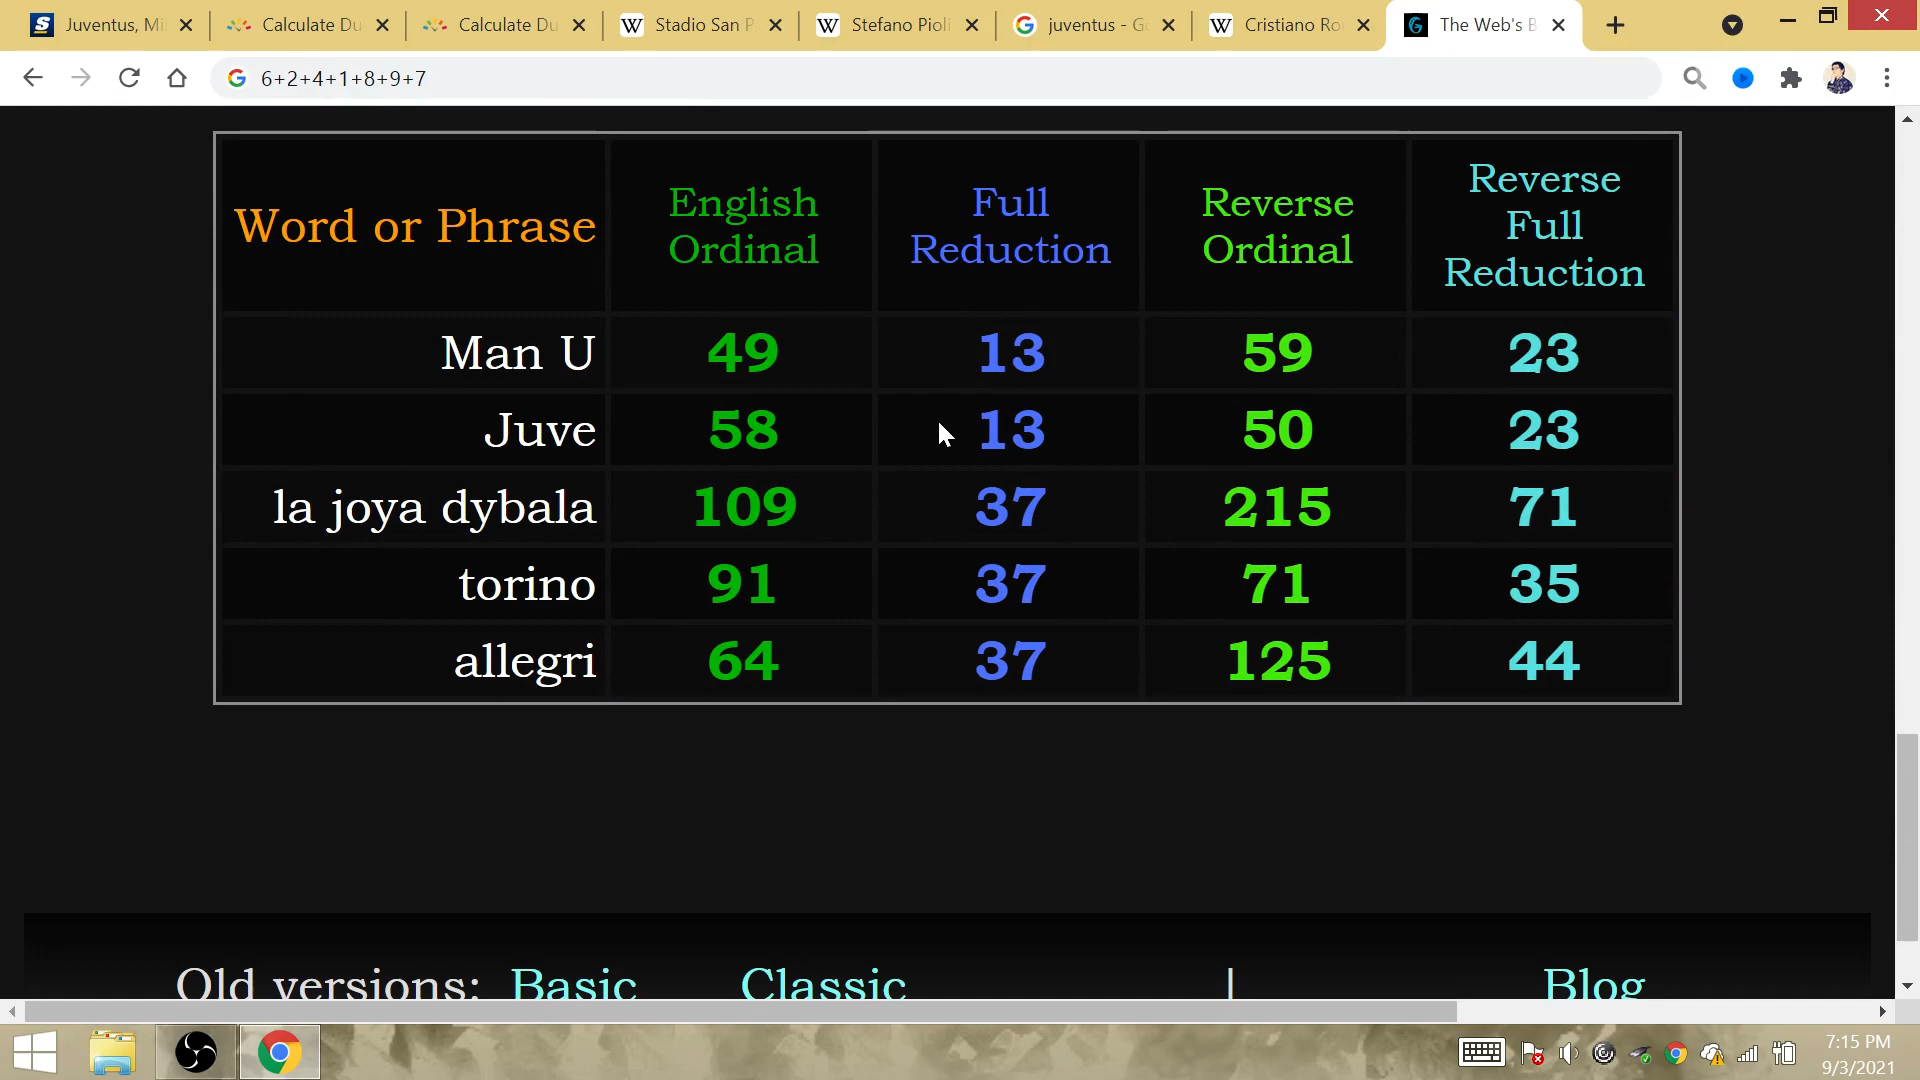 Juventus, Mi
Calculate Du
Calculate Du
Stadio San P
Stefano Pioli
juventus - Go
Cristiano Ro
The Web's B
6+2+4+1+8+9+7
Word or Phrase English Ordinal Full Reduction Reverse Ordinal Reverse Full Reduction
Man U 49 13 59 23
Juve 58 13 50 23
la joya dybala 109 37 215 71
torino 91 37 71 35
allegri 64 37 125 44
Old versions: Basic Classic | Blog
7:15 PM
9/3/2021